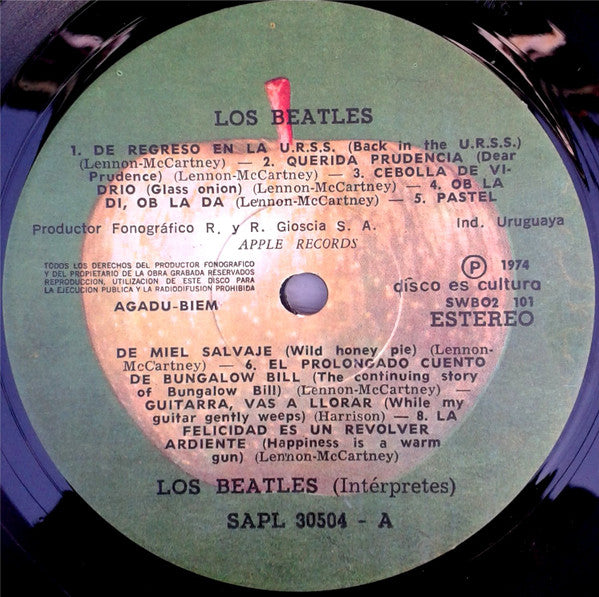 LOS BEATLES
1. DE REGRESO EN LA U.R.S.S. (Back in the U.R.S.S.)
(Lennon-McCartney) — 2. QUERIDA PRUDENCIA (Dear
Prudence) (Lennon-McCartney) — 3. CEBOLLA DE VI-
DRIO (Glass onion) (Lennon-McCartney) — 4. OB LA
DI, OB LA DA (Lennon-McCartney) — 5. PASTEL
Productor Fonográfico R. y R. Gioscia S. A.
Ind. Uruguaya
APPLE RECORDS
TODOS LOS DERECHOS DEL PRODUCTOR FONOGRAFICO
Y DEL PROPIETARIO DE LA OBRA GRABADA RESERVADOS
REPRODUCCION, UTILIZACION DE ESTE DISCO PARA
LA EJECUCION PUBLICA Y LA RADIODIFUSION PROHIBIDA
AGADU-BIEM
Ⓟ 1974
disco es cultura
SWBO2 101
ESTEREO
DE MIEL SALVAJE (Wild honey pie) (Lennon-
McCartney) — 6. EL PROLONGADO CUENTO
DE BUNGALOW BILL (The continuing story
of Bungalow Bill) (Lennon-McCartney) —
GUITARRA, VAS A LLORAR (While my
guitar gently weeps) (Harrison) — 8. LA
FELICIDAD ES UN REVOLVER
ARDIENTE (Happiness is a warm
gun) (Lennon-McCartney)
LOS BEATLES (Intérpretes)
SAPL 30504 - A